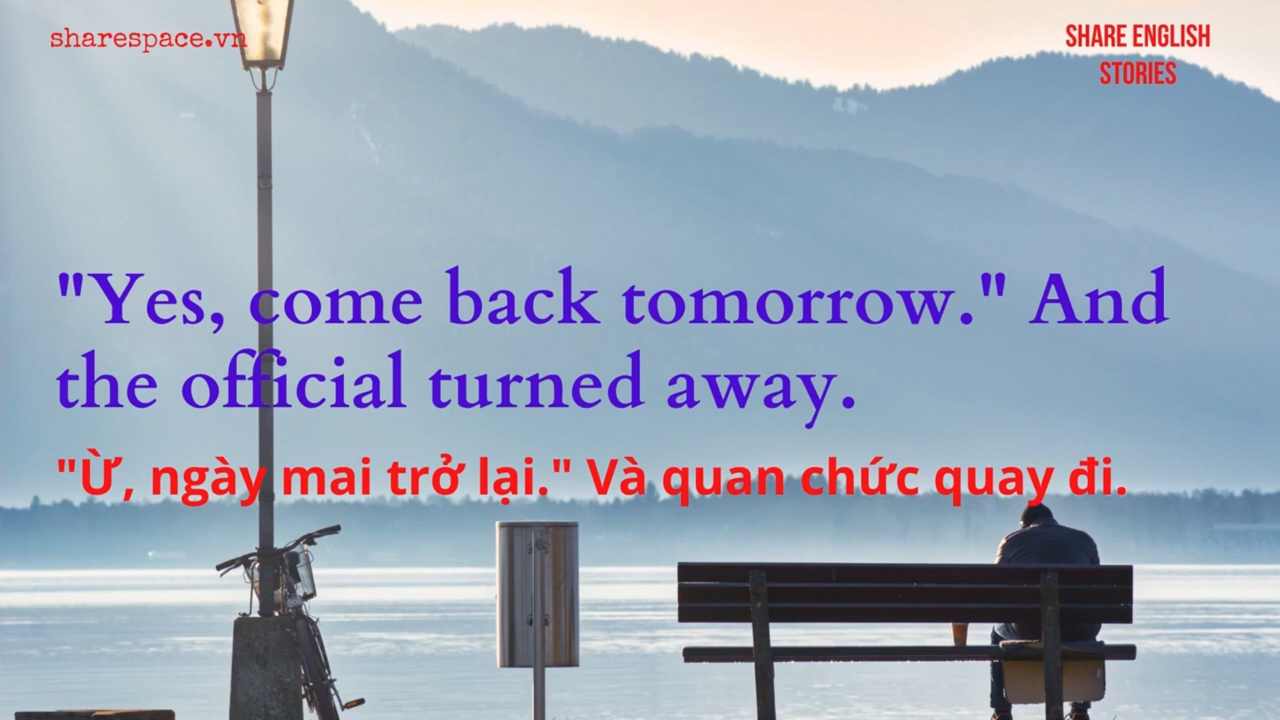 sharespace.vn
SHARE ENGLISH
STORIES
"Yes, come back tomorrow." And
the official turned away.
"Ừ, ngày mai trở lại." Và quan chức quay đi.